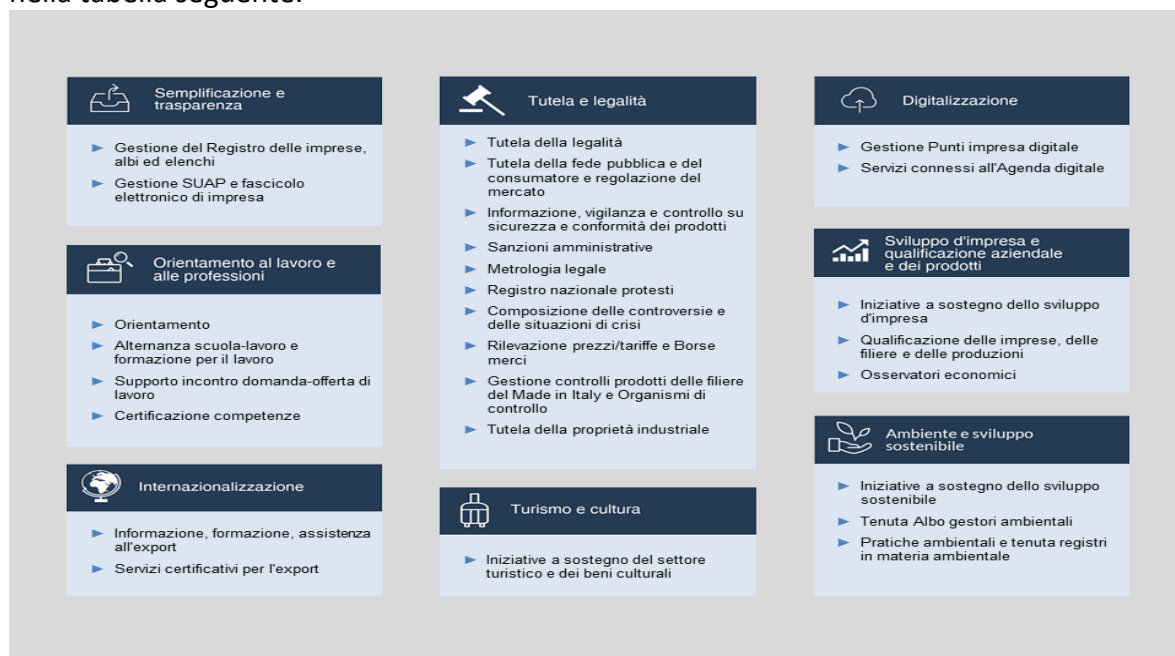 nella tabella seguente:
Semplificazione e
trasparenza
► Gestione del Registro delle imprese,
albi ed elenchi
► Gestione SUAP e fascicolo
elettronico di impresa
Orientamento al lavoro e
alle professioni
► Orientamento
► Alternanza scuola-lavoro e
formazione per il lavoro
► Supporto incontro domanda-offerta di
lavoro
► Certificazione competenze
Internazionalizzazione
► Informazione, formazione, assistenza
all'export
► Servizi certificativi per l'export
Tutela e legalità
► Tutela della legalità
► Tutela della fede pubblica e del
consumatore e regolazione del
mercato
► Informazione, vigilanza e controllo su
sicurezza e conformità dei prodotti
► Sanzioni amministrative
► Metrologia legale
► Registro nazionale protesti
► Composizione delle controversie e
delle situazioni di crisi
► Rilevazione prezzi/tariffe e Borse
merci
► Gestione controlli prodotti delle filiere
del Made in Italy e Organismi di
controllo
► Tutela della proprietà industriale
Turismo e cultura
► Iniziative a sostegno del settore
turistico e dei beni culturali
Digitalizzazione
► Gestione Punti impresa digitale
► Servizi connessi all'Agenda digitale
Sviluppo d'impresa e
qualificazione aziendale
e dei prodotti
► Iniziative a sostegno dello sviluppo
d'impresa
► Qualificazione delle imprese, delle
filiere e delle produzioni
► Osservatori economici
Ambiente e sviluppo
sostenibile
► Iniziative a sostegno dello sviluppo
sostenibile
► Tenuta Albo gestori ambientali
► Pratiche ambientali e tenuta registri
in materia ambientale